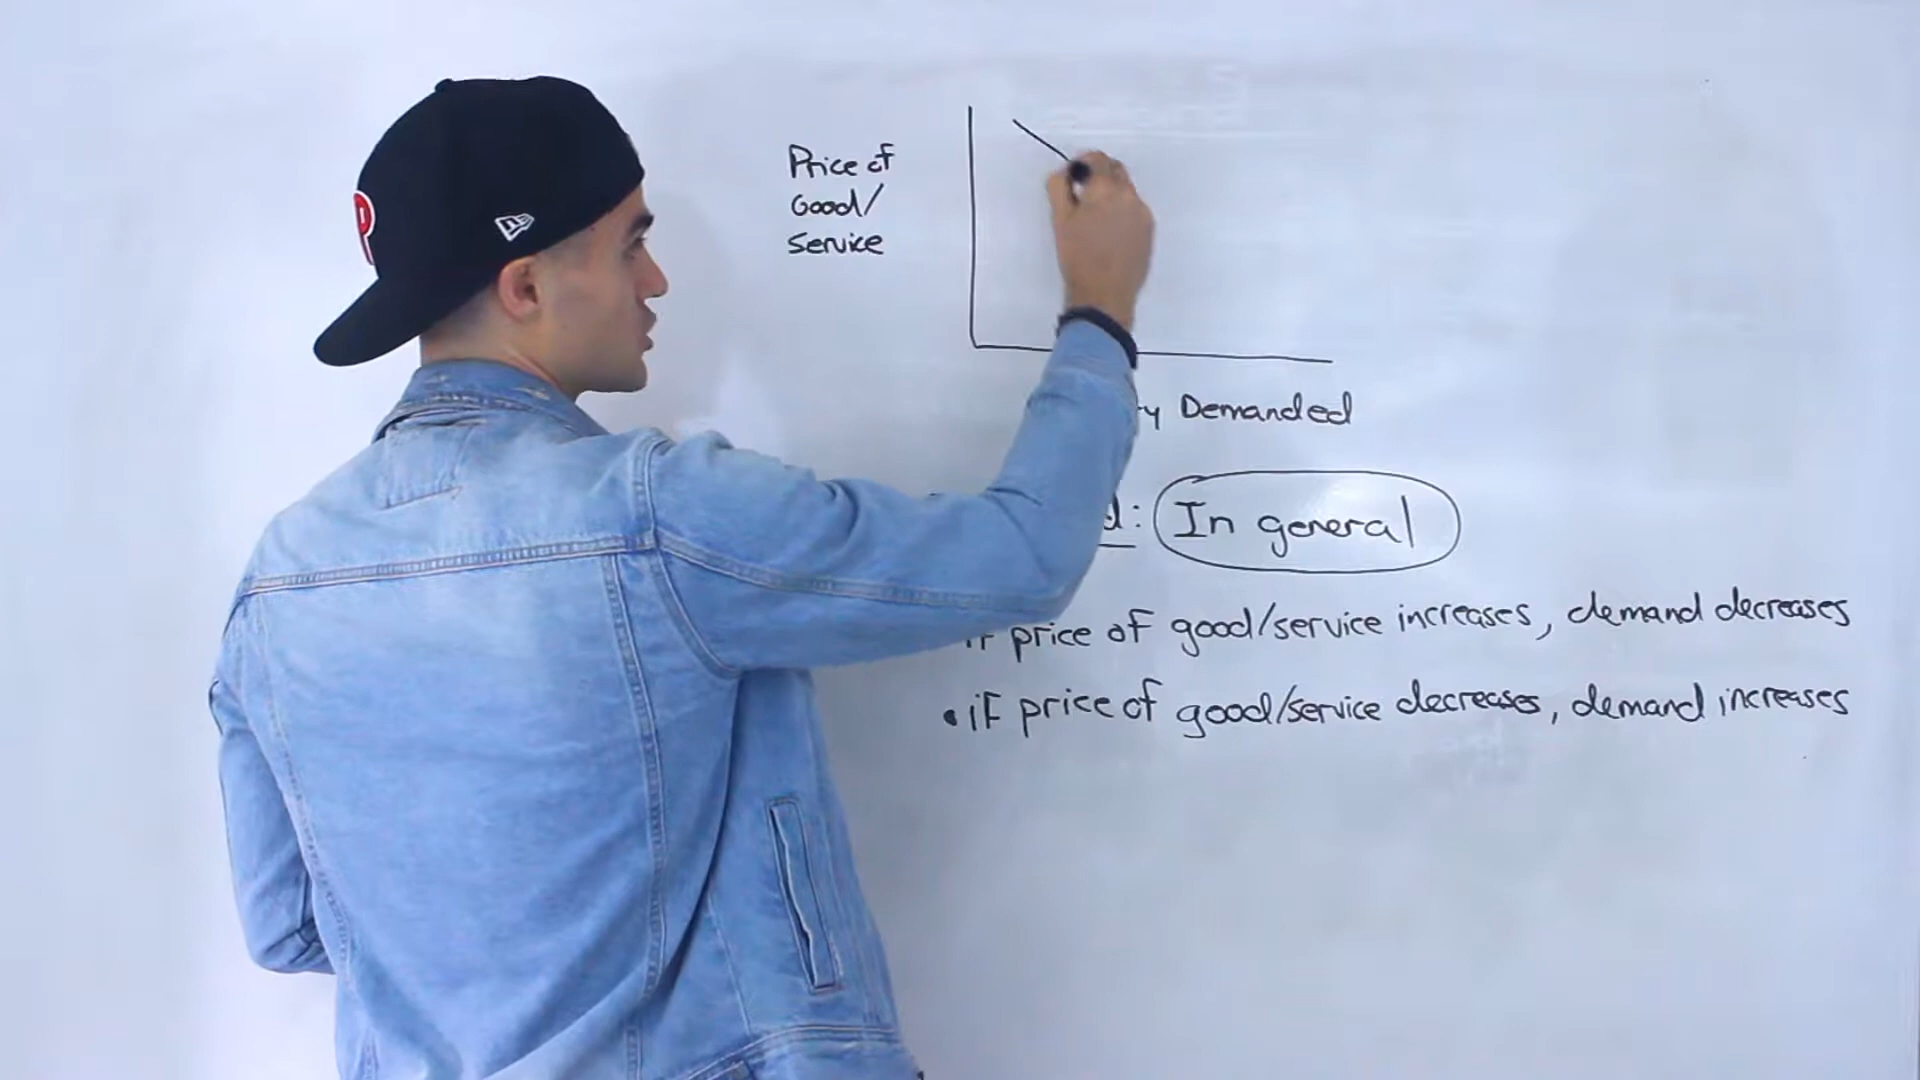 Price of
Good/
Service
Demanded
In general
if price of good/service increases, demand decreases
• if price of good/service decreases, demand increases
P